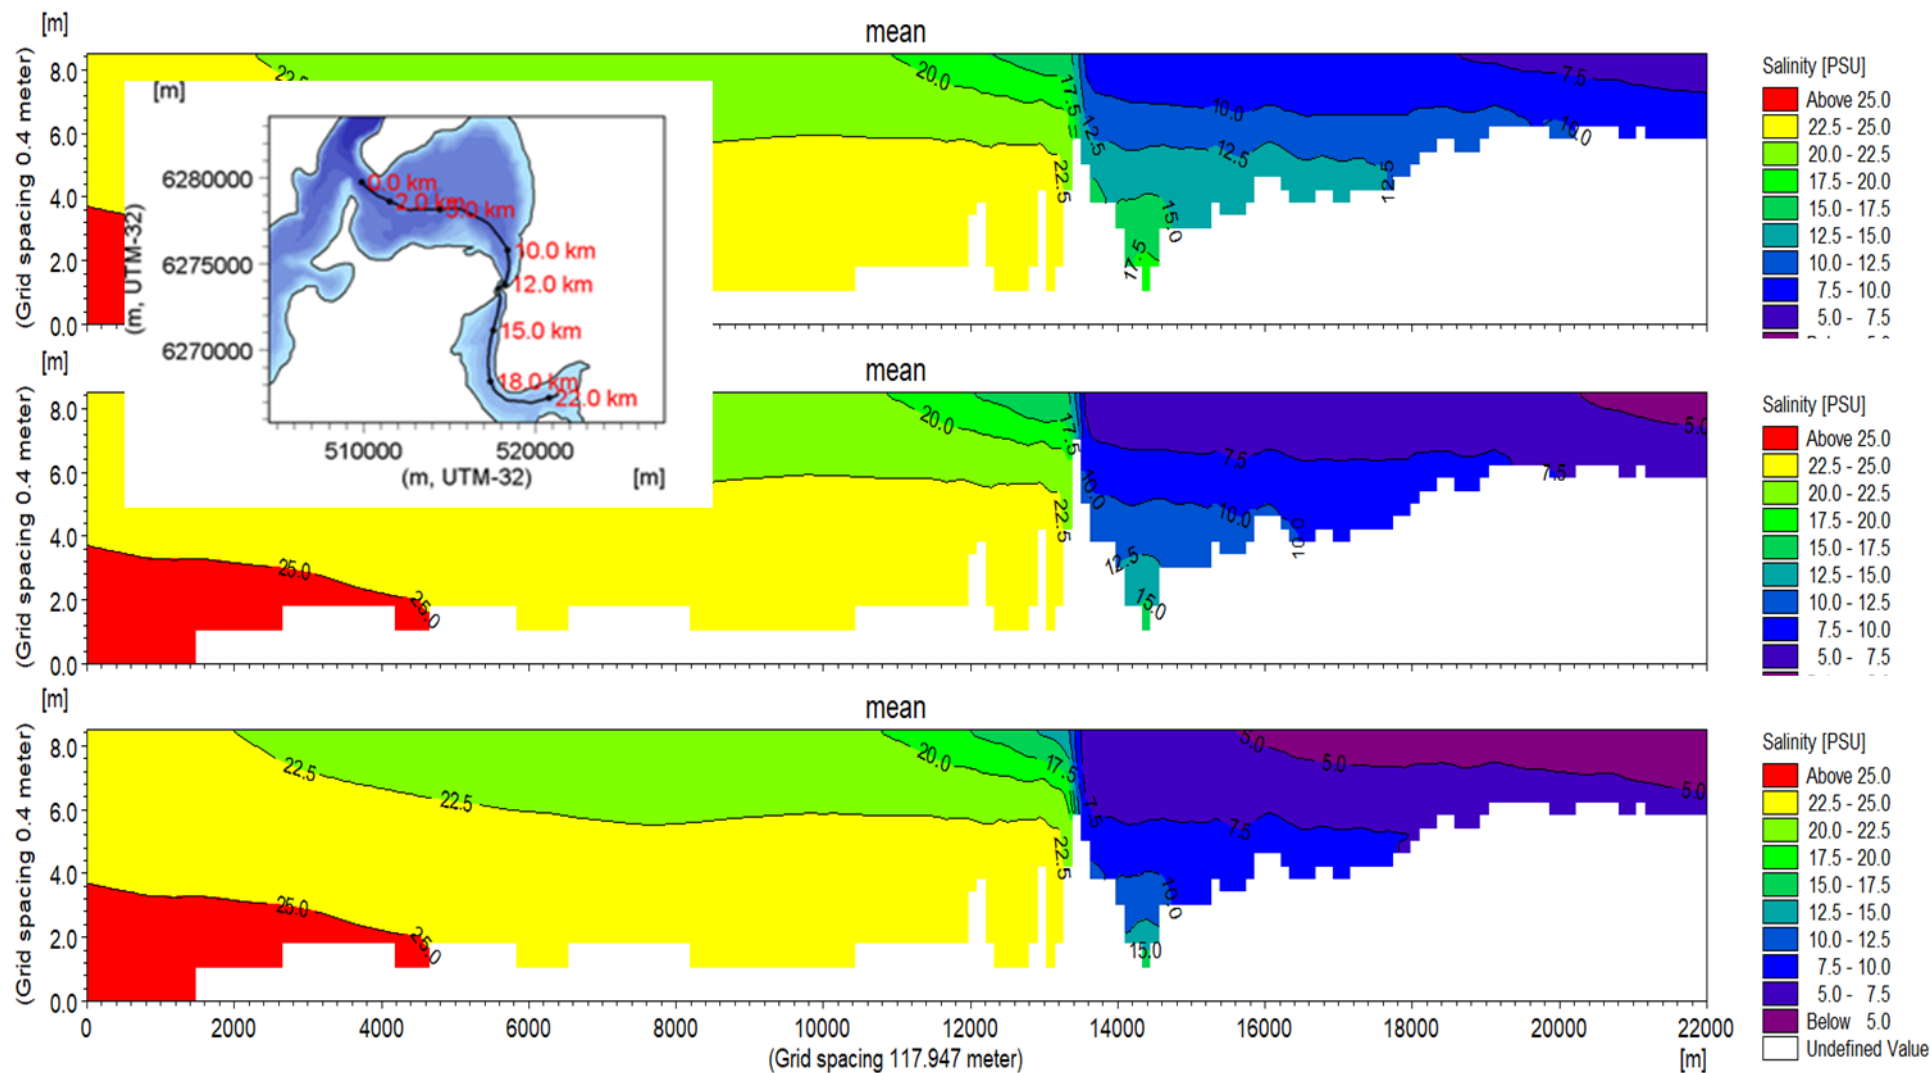 [m]
mean
(Grid spacing 0.4 meter)
8.0
6.0
4.0
2.0
0.0
22.5
20.0
17.5
12.5
22.5
10.0
12.5
15.0
17.5
12.5
7.5
10.0
Salinity [PSU]
Above 25.0
22.5 - 25.0
20.0 - 22.5
17.5 - 20.0
15.0 - 17.5
12.5 - 15.0
10.0 - 12.5
7.5 - 10.0
5.0 - 7.5
[m]
6280000
6275000
6270000
(m, UTM-32)
0.0 km
2.0 km
5.0 km
10.0 km
12.0 km
15.0 km
18.0 km
22.0 km
510000
520000
(m, UTM-32)
[m]
[m]
mean
(Grid spacing 0.4 meter)
8.0
6.0
4.0
2.0
0.0
25.0
25.0
20.0
17.5
22.5
10.0
7.5
10.0
12.5
15.0
10.0
7.5
5.0
Salinity [PSU]
Above 25.0
22.5 - 25.0
20.0 - 22.5
17.5 - 20.0
15.0 - 17.5
12.5 - 15.0
10.0 - 12.5
7.5 - 10.0
5.0 - 7.5
[m]
mean
(Grid spacing 0.4 meter)
8.0
6.0
4.0
2.0
0.0
22.5
22.5
25.0
25.0
20.0
17.5
22.5
7.5
7.5
10.0
15.0
5.0
5.0
5.0
Salinity [PSU]
Above 25.0
22.5 - 25.0
20.0 - 22.5
17.5 - 20.0
15.0 - 17.5
12.5 - 15.0
10.0 - 12.5
7.5 - 10.0
5.0 - 7.5
Below 5.0
Undefined Value
0 2000 4000 6000 8000 10000 12000 14000 16000 18000 20000 22000
(Grid spacing 117.947 meter)
[m]